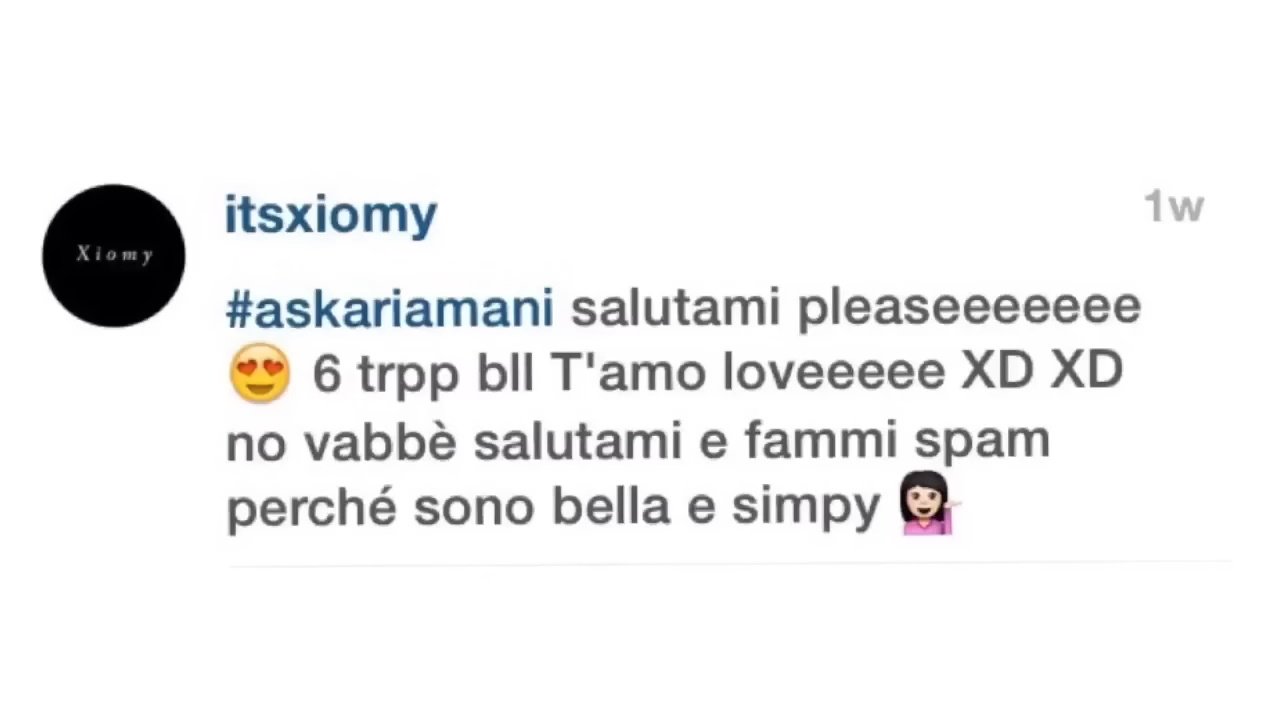 Xiomy
itsxiomy
1w
#askariamani salutami pleaseeeeeee
😍 6 trpp bll T'amo loveeeee XD XD
no vabbè salutami e fammi spam
perché sono bella e simpy 💁